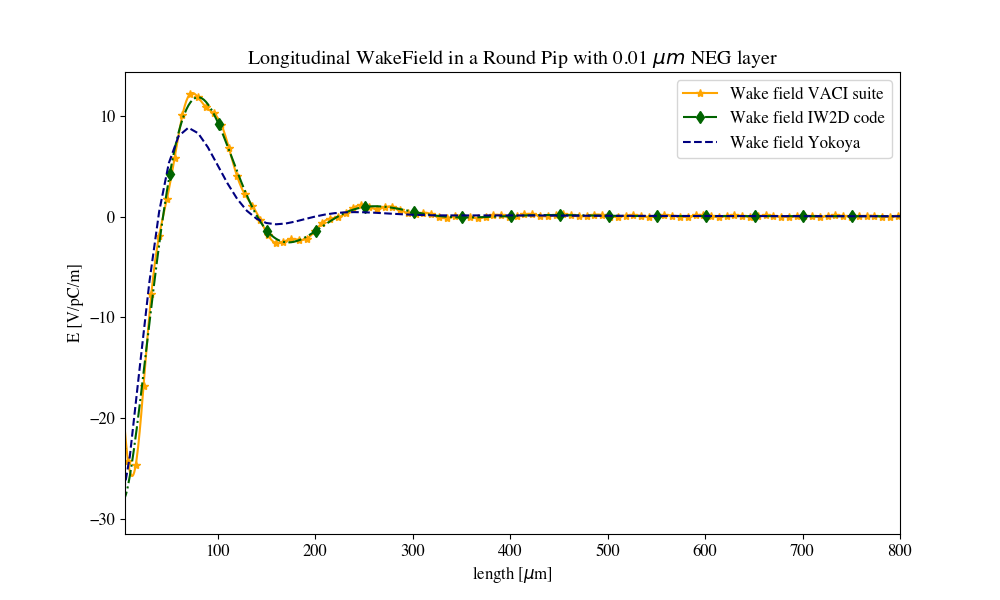 Longitudinal WakeField in a Round Pip with 0.01 μm NEG layer
Wake field VACI suite
Wake field IW2D code
Wake field Yokoya
E [V/pC/m]
10
0
−10
−20
−30
100 200 300 400 500 600 700 800
length [μm]